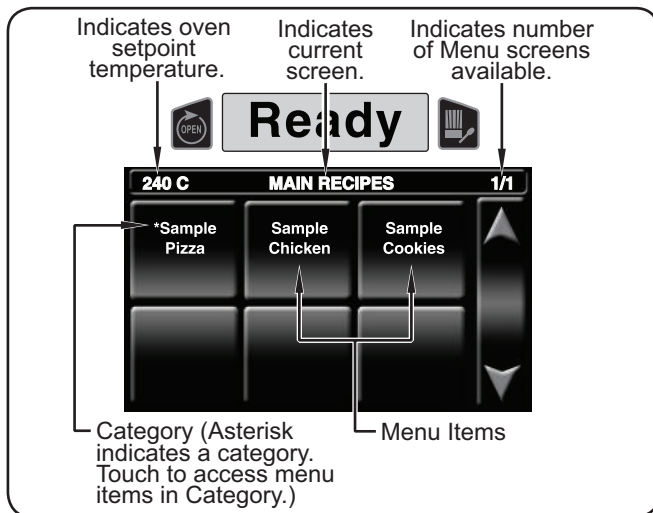 Indicates oven
setpoint
temperature.
Indicates
current
screen.
Indicates number
of Menu screens
available.
OPEN
Ready
240 C
MAIN RECIPES
1/1
*Sample
Pizza
Sample
Chicken
Sample
Cookies
Category (Asterisk
indicates a category.
Touch to access menu
items in Category.)
Menu Items